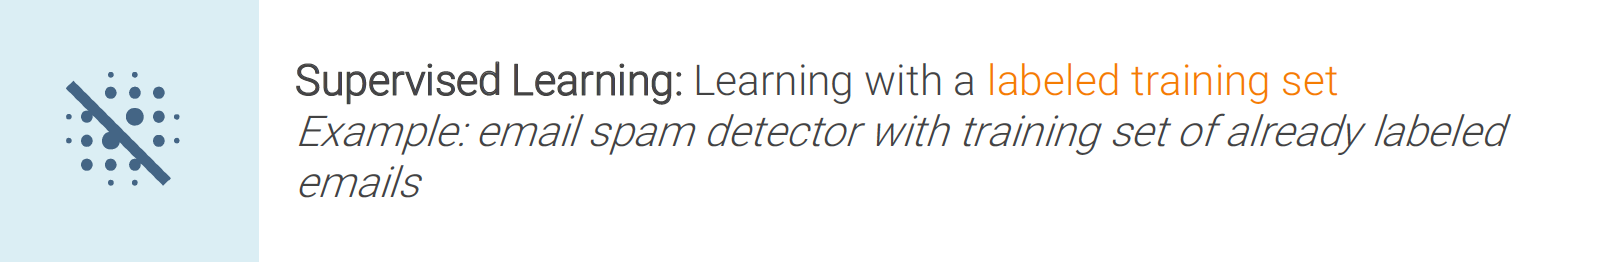 Supervised Learning: Learning with a labeled training set
Example: email spam detector with training set of already labeled
emails